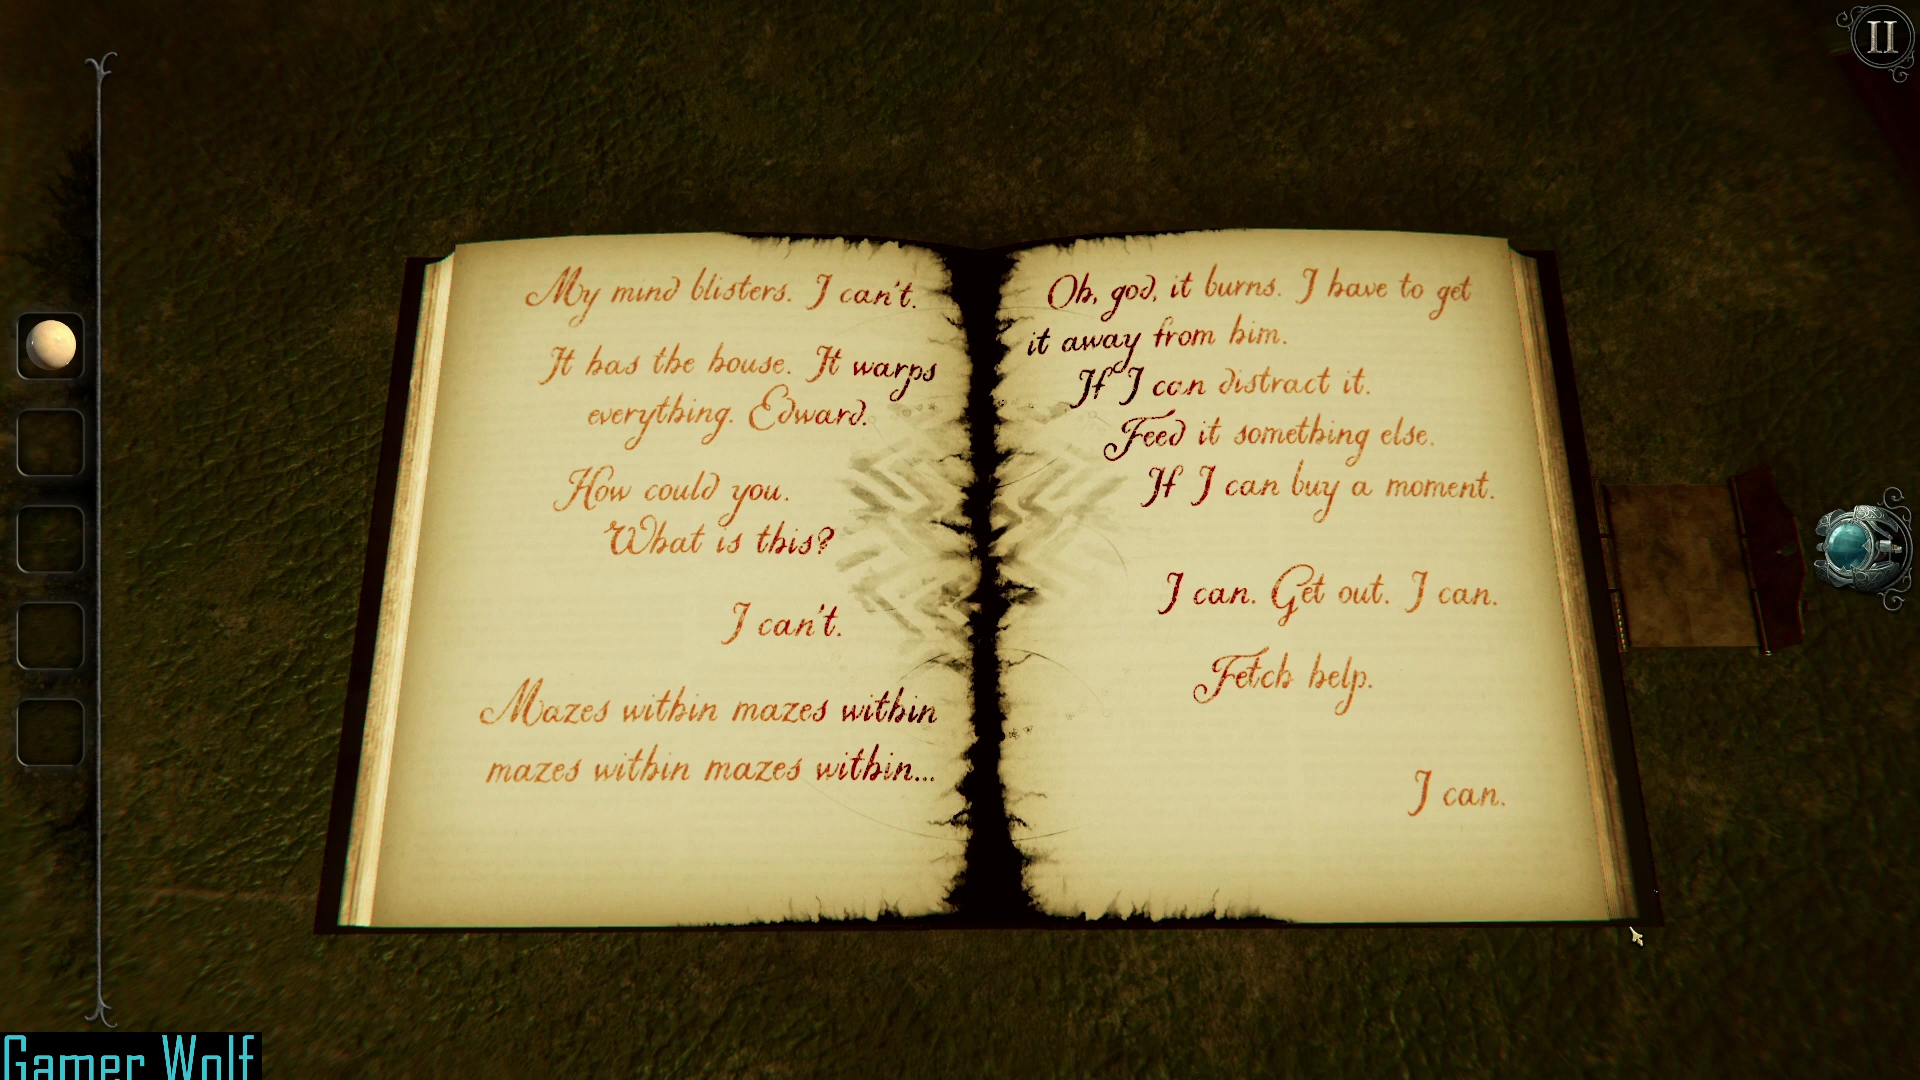 My mind blisters. I can't.
It has the house. It warps
everything. Edward.
How could you.
What is this?
I can't.
Mazes within mazes within
mazes within mazes within...
Oh, god, it burns. I have to get
it away from him.
If I can distract it.
Feed it something else.
If I can buy a moment.
I can. Get out. I can.
Fetch help.
I can.
II
Gamer Wolf